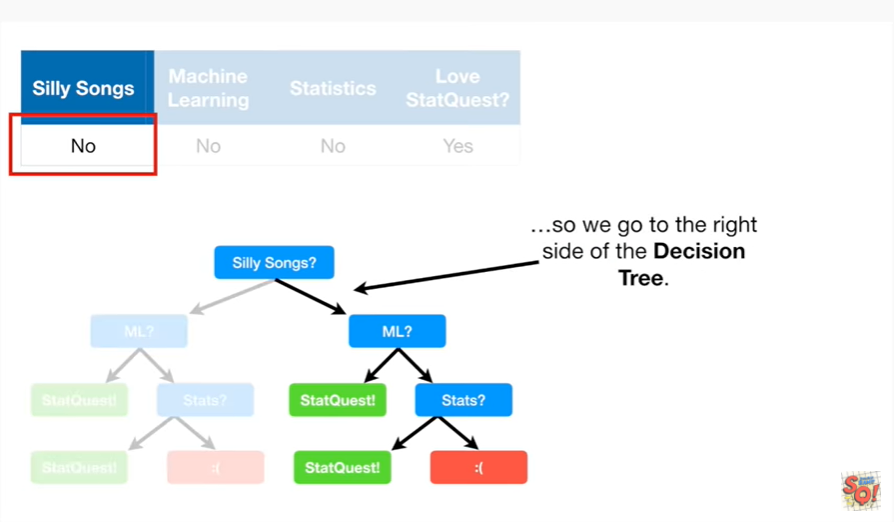 Silly Songs
Machine
Learning
Statistics
Love
StatQuest?
No
No
No
Yes
…so we go to the right
side of the Decision
Tree.
Silly Songs?
ML?
ML?
StatQuest!
Stats?
StatQuest!
Stats?
StatQuest!
:(
StatQuest!
:(
SO!